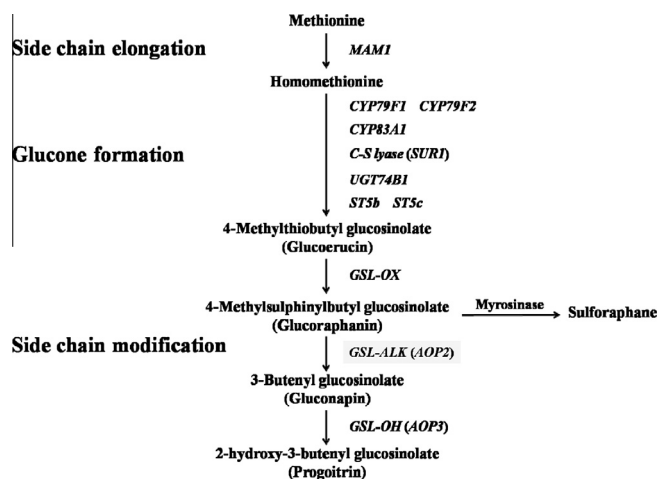 Methionine
Side chain elongation
MAM1
Homomethionine
CYP79F1 CYP79F2
CYP83A1
Glucone formation
C-S lyase (SUR1)
UGT74B1
ST5b ST5c
4-Methylthiobutyl glucosinolate
(Glucoerucin)
GSL-OX
4-Methylsulphinylbutyl glucosinolate
(Glucoraphanin)
Myrosinase
Sulforaphane
Side chain modification
GSL-ALK (AOP2)
3-Butenyl glucosinolate
(Gluconapin)
GSL-OH (AOP3)
2-hydroxy-3-butenyl glucosinolate
(Progoitrin)